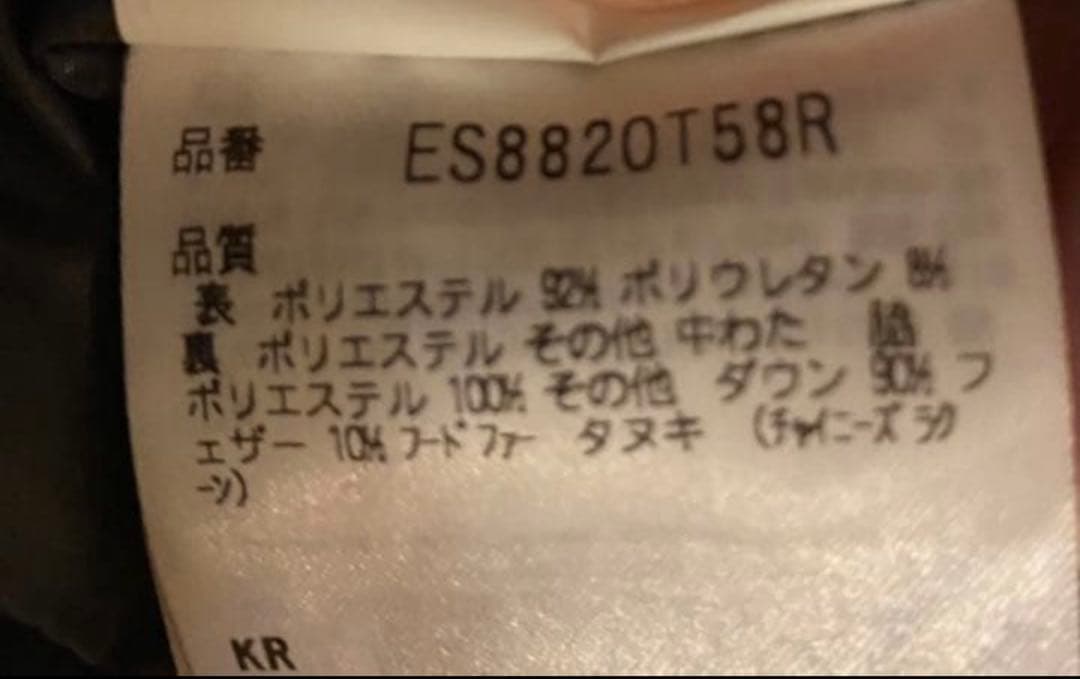 品番 ES8820T58R
品質
表 ポリエステル 92% ポリウレタン 8%
裏 ポリエステル その他 中わた
ポリエステル 100% その他 ダウン 90% フ
ェザー 10% フードファー タヌキ (チャイニーズ ラク
ーン)
KR